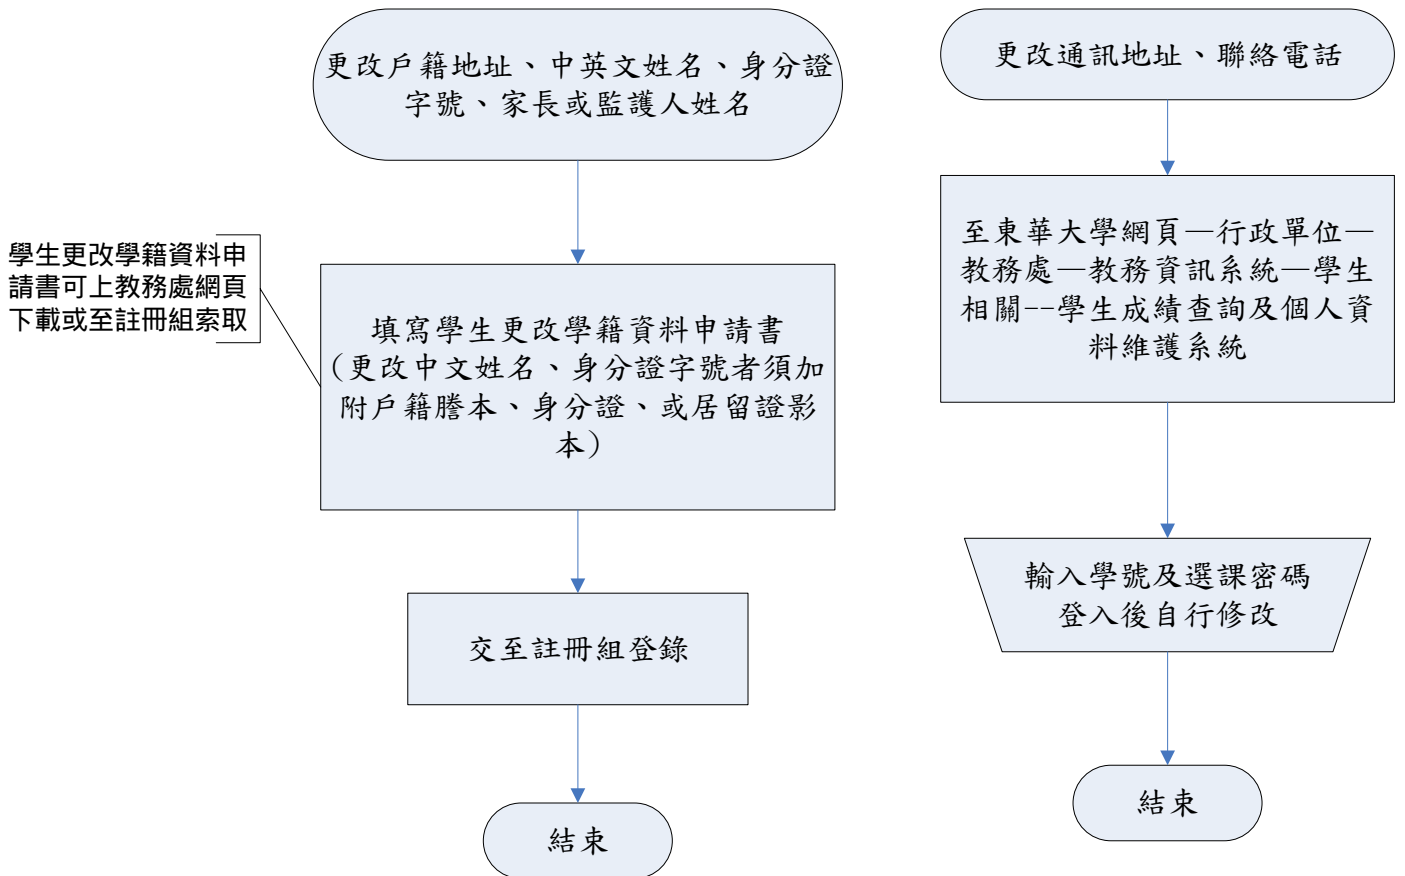 更改戶籍地址、中英文姓名、身分證
字號、家長或監護人姓名
學生更改學籍資料申
請書可上教務處網頁
下載或至註冊組索取
填寫學生更改學籍資料申請書
（更改中文姓名、身分證字號者須加
附戶籍謄本、身分證、或居留證影
本）
交至註冊組登錄
結束
更改通訊地址、聯絡電話
至東華大學網頁—行政單位—
教務處—教務資訊系統—學生
相關--學生成績查詢及個人資
料維護系統
輸入學號及選課密碼
登入後自行修改
結束